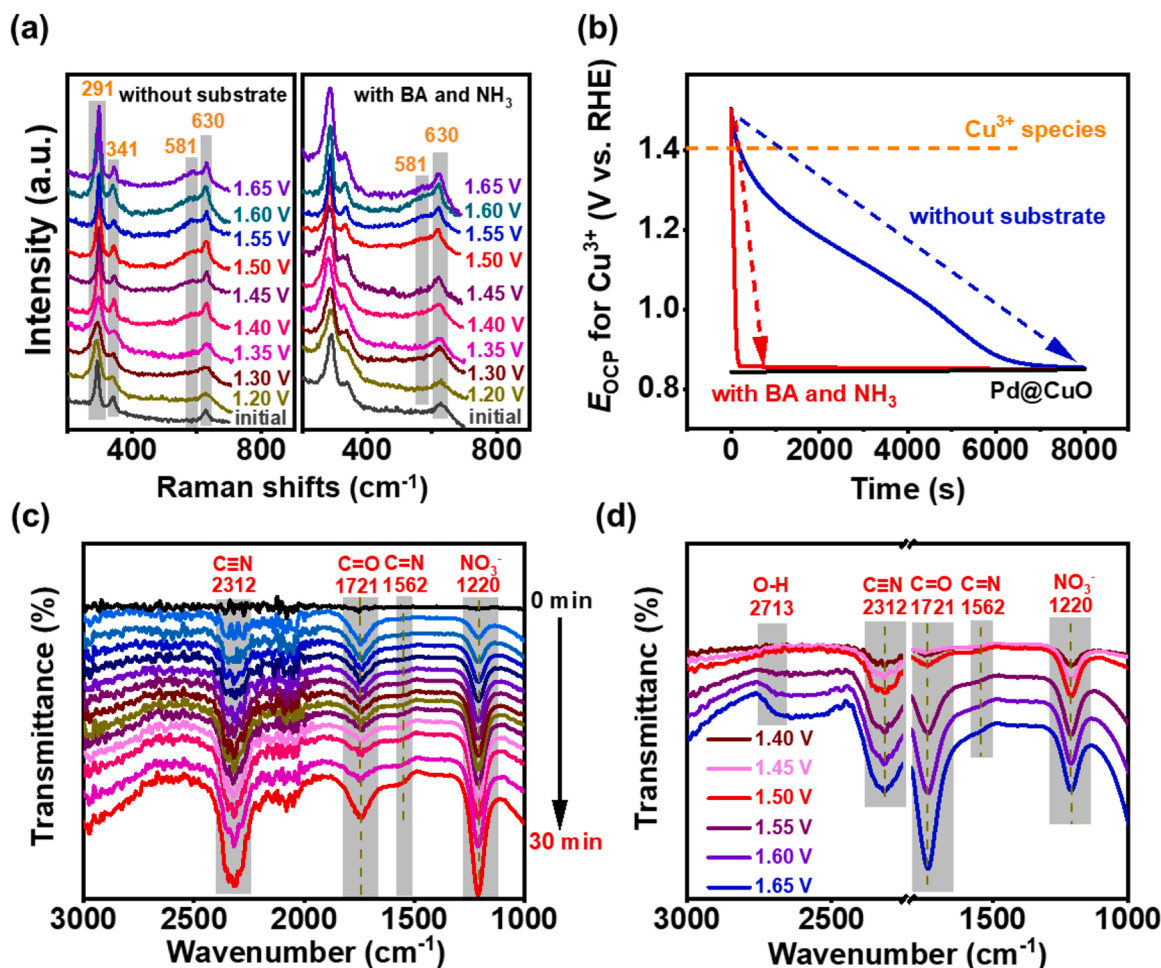 (a)
Intensity (a.u.)
291
without substrate
341
581
630
1.65 V
1.60 V
1.55 V
1.50 V
1.45 V
1.40 V
1.35 V
1.30 V
1.20 V
initial
with BA and NH3
581
630
1.65 V
1.60 V
1.55 V
1.50 V
1.45 V
1.40 V
1.35 V
1.30 V
1.20 V
initial
400
800
400
800
Raman shifts (cm-1)
(b)
EOCP for Cu3+ (V vs. RHE)
1.4
1.2
1.0
0.8
Cu3+ species
without substrate
with BA and NH3
Pd@CuO
0
2000
4000
6000
8000
Time (s)
(c)
Transmittance (%)
C≡N
2312
C=O
1721
C=N
1562
NO3-
1220
0 min
30 min
3000
2500
2000
1500
1000
Wavenumber (cm-1)
(d)
Transmittanc (%)
O-H
2713
C≡N
2312
C=O
1721
C=N
1562
NO3-
1220
1.40 V
1.45 V
1.50 V
1.55 V
1.60 V
1.65 V
3000
2500
1500
1000
Wavenumber (cm-1)